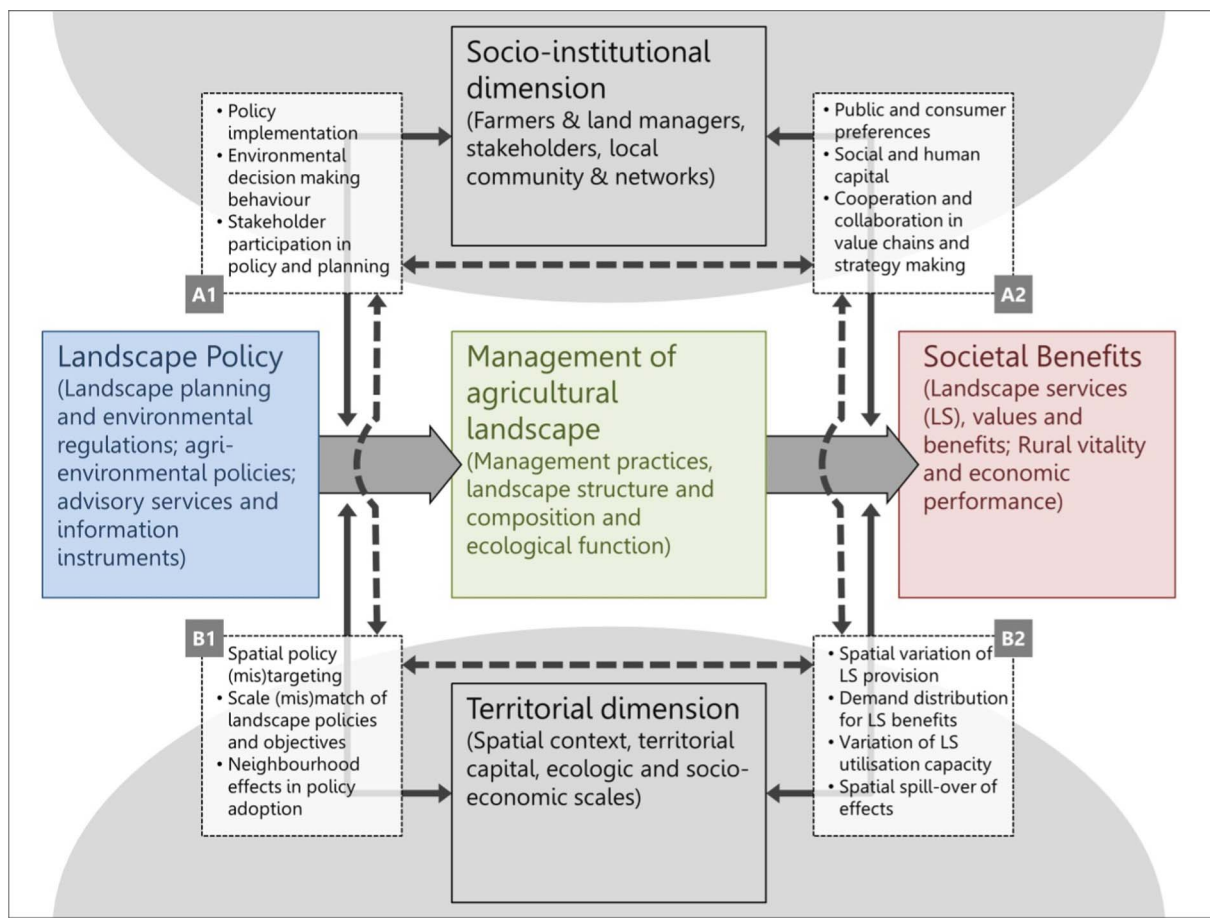 Socio-institutional
dimension
(Farmers & land managers,
stakeholders, local
community & networks)
• Policy
implementation
• Environmental
decision making
behaviour
• Stakeholder
participation in
policy and planning
A1
• Public and consumer
preferences
• Social and human
capital
• Cooperation and
collaboration in
value chains and
strategy making
A2
Landscape Policy
(Landscape planning
and environmental
regulations; agri-
environmental policies;
advisory services and
information
instruments)
Management of
agricultural
landscape
(Management practices,
landscape structure and
composition and
ecological function)
Societal Benefits
(Landscape services
(LS), values and
benefits; Rural vitality
and economic
performance)
B1
Spatial policy
(mis)targeting
• Scale (mis)match of
landscape policies
and objectives
• Neighbourhood
effects in policy
adoption
B2
• Spatial variation of
LS provision
• Demand distribution
for LS benefits
• Variation of LS
utilisation capacity
• Spatial spill-over of
effects
Territorial dimension
(Spatial context, territorial
capital, ecologic and socio-
economic scales)